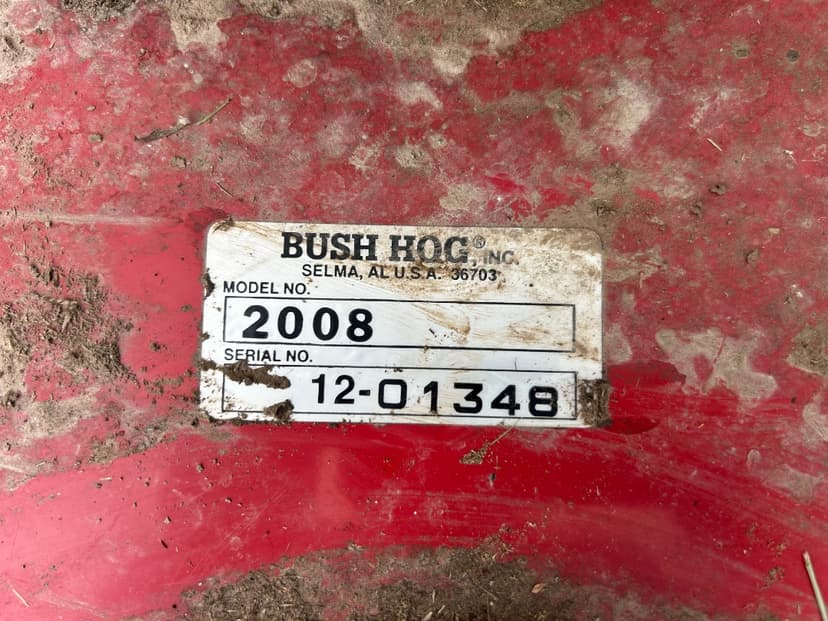 BUSH HOG® INC.
SELMA, AL U.S.A. 36703
MODEL NO.
2008
SERIAL NO.
12-01348